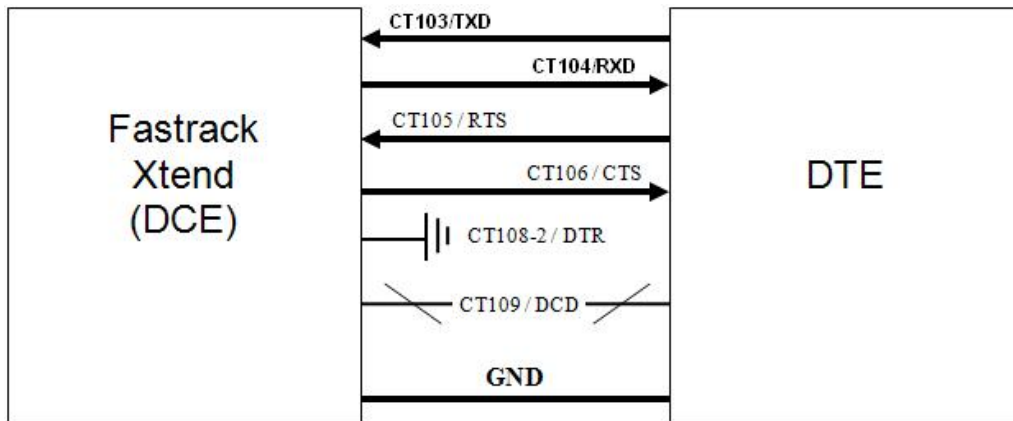 CT103/TXD
CT104/RXD
CT105 / RTS
CT106 / CTS
CT108-2 / DTR
CT109 / DCD
GND
Fastrack
Xtend
(DCE)
DTE